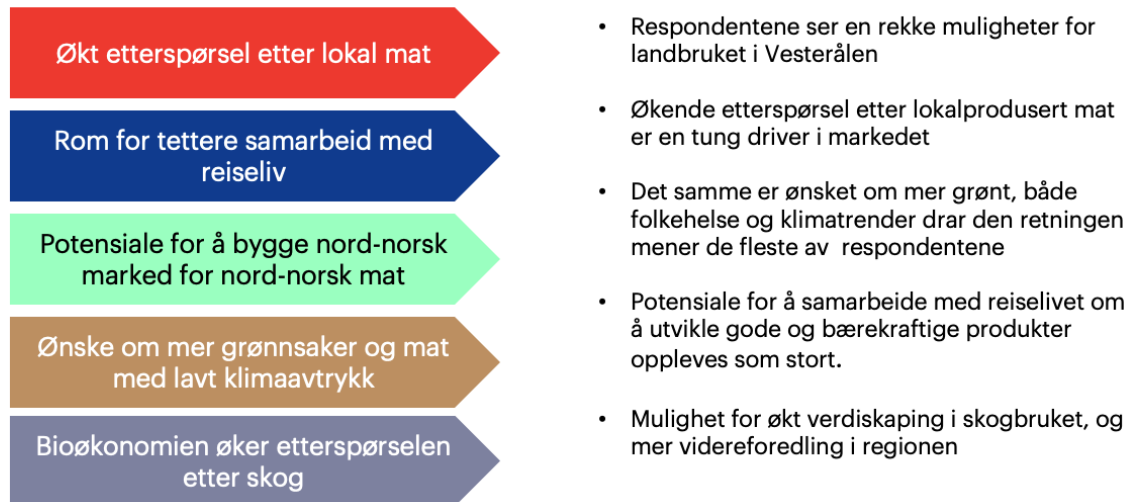 Økt etterspørsel etter lokal mat
Rom for tettere samarbeid med
reiseliv
Potensiale for å bygge nord-norsk
marked for nord-norsk mat
Ønske om mer grønnsaker og mat
med lavt klimaavtrykk
Bioøkonomien øker etterspørselen
etter skog
• Respondentene ser en rekke muligheter for
landbruket i Vesterålen
• Økende etterspørsel etter lokalprodusert mat
er en tung driver i markedet
• Det samme er ønsket om mer grønt, både
folkehelse og klimatrender drar den retningen
mener de fleste av  respondentene
• Potensiale for å samarbeide med reiselivet om
å utvikle gode og bærekraftige produkter
oppleves som stort.
• Mulighet for økt verdiskaping i skogbruket, og
mer videreforedling i regionen